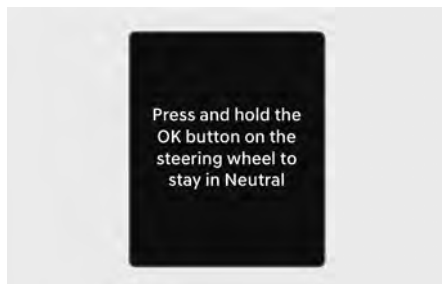 Press and hold the
OK button on the
steering wheel to
stay in Neutral